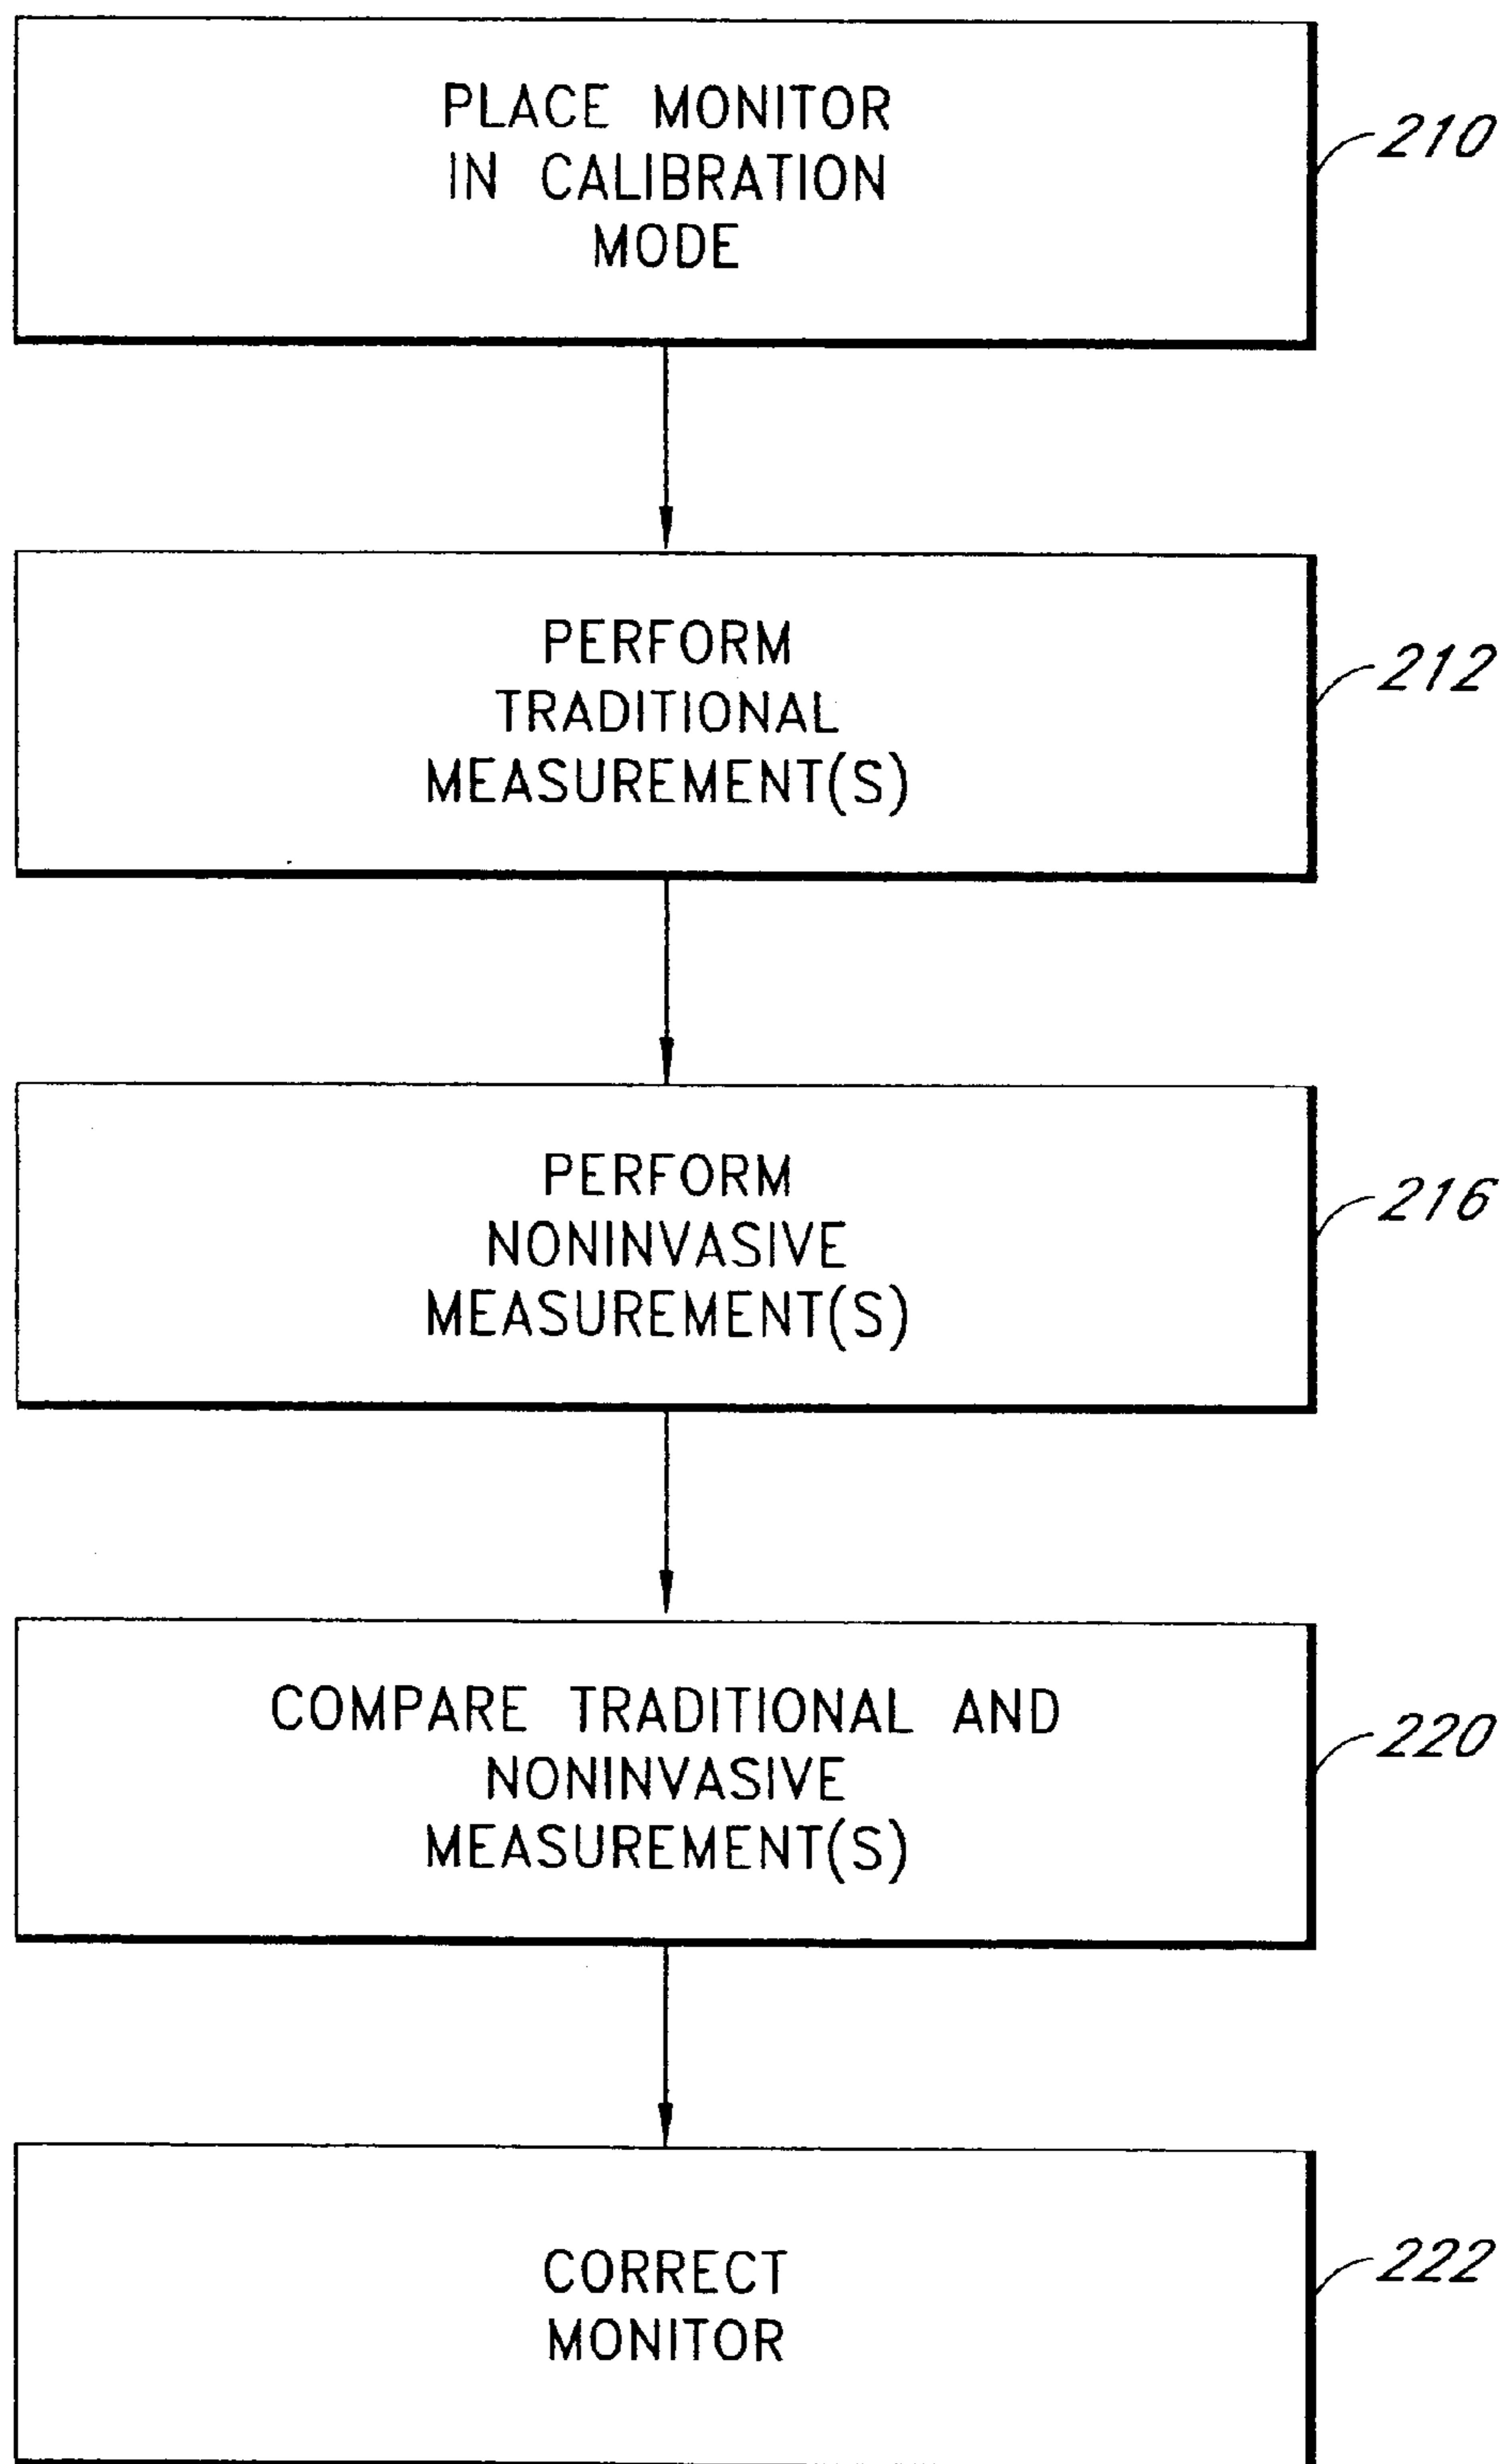 PLACE MONITOR
IN CALIBRATION
MODE
210
PERFORM
TRADITIONAL
MEASUREMENT(S)
212
PERFORM
NONINVASIVE
MEASUREMENT(S)
216
COMPARE TRADITIONAL AND
NONINVASIVE
MEASUREMENT(S)
220
CORRECT
MONITOR
222